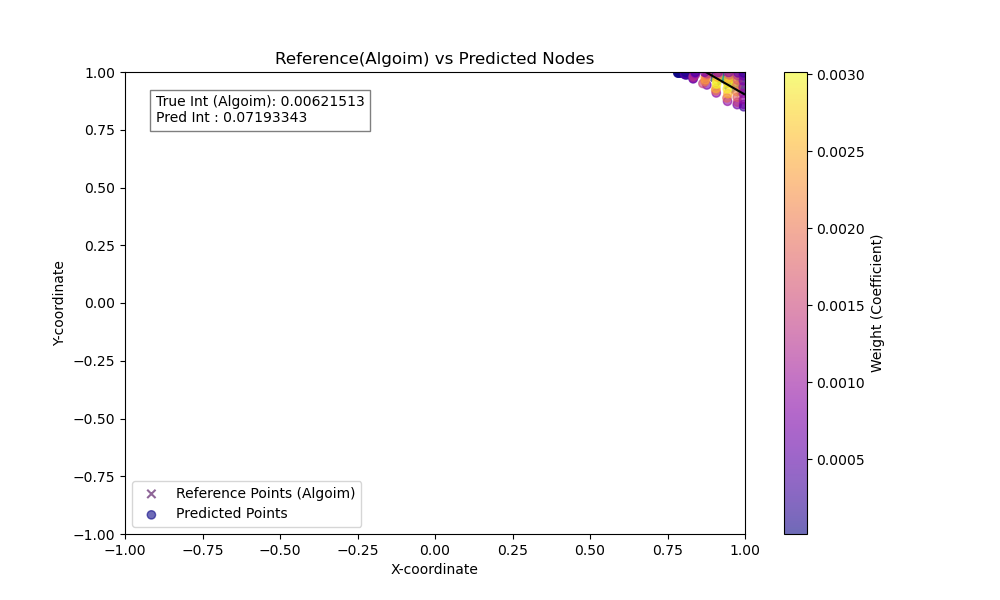 Reference(Algoim) vs Predicted Nodes
True Int (Algoim): 0.00621513
Pred Int : 0.07193343
1.00
0.75
0.50
0.25
0.00
−0.25
−0.50
−0.75
−1.00
Y-coordinate
Reference Points (Algoim)
Predicted Points
−1.00 −0.75 −0.50 −0.25 0.00 0.25 0.50 0.75 1.00
X-coordinate
0.0030
0.0025
0.0020
0.0015
0.0010
0.0005
Weight (Coefficient)